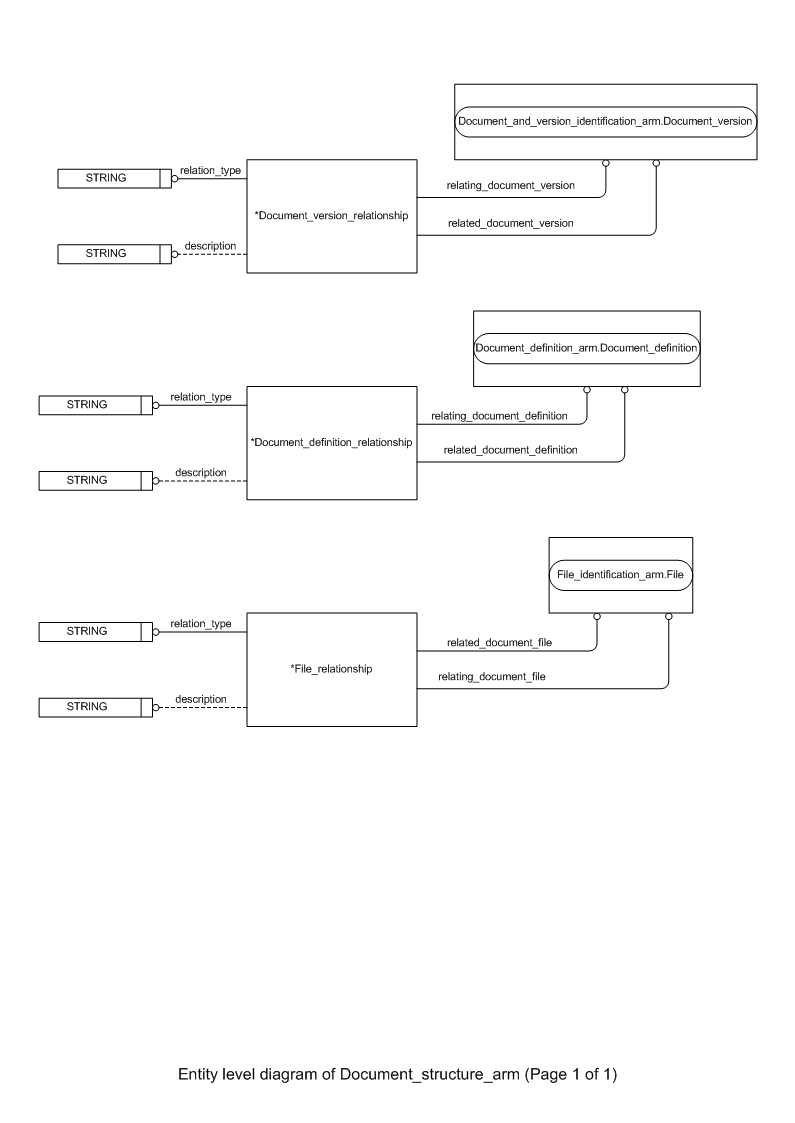 Document_and_version_identification_arm.Document_version
STRING
relation_type
relating_document_version
*Document_version_relationship
related_document_version
STRING
description
Document_definition_arm.Document_definition
STRING
relation_type
relating_document_definition
*Document_definition_relationship
related_document_definition
STRING
description
File_identification_arm.File
STRING
relation_type
related_document_file
*File_relationship
relating_document_file
STRING
description
Entity level diagram of Document_structure_arm (Page 1 of 1)